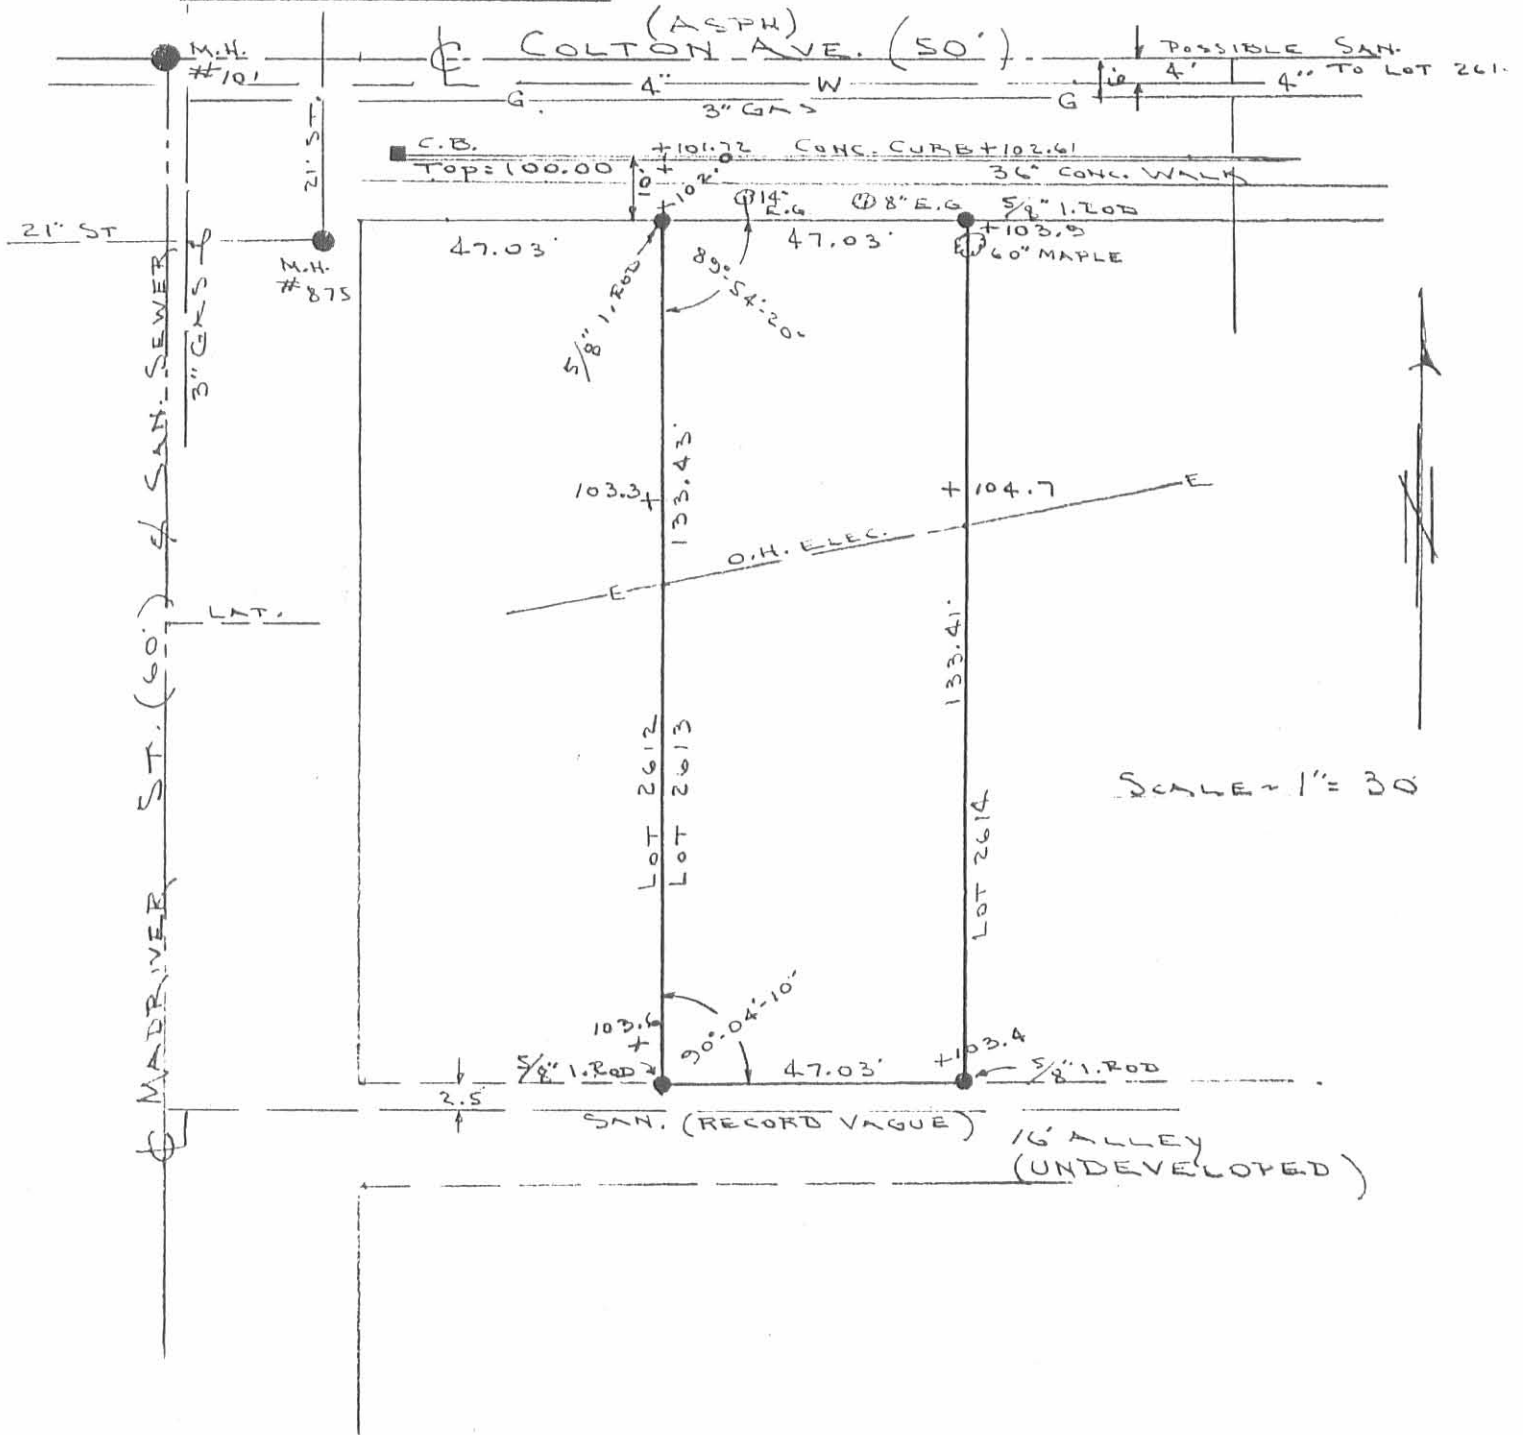 (ASPH)
COLTON AVE. (50')
M.H.
#101
℄
POSSIBLE SAN.
4'
4" TO LOT 261
4" W
G
3" GAS
G
21" ST.
C.B.
TOP=100.00
+101.72
CONC. CURB +102.61
36" CONC. WALK
10'
14"
E.G
8" E.G
5/8" I.ROD
+103.9
60" MAPLE
21" ST
M.H.
#875
47.03'
47.03'
89°-54'-20"
5/8" I.ROD
3" GAS
103.3+
133.43'
+104.7
E
O.H. ELEC.
E
N
LAT.
133.41'
LOT 2612
LOT 2613
LOT 2614
SCALE ~ 1"= 30'
℄ MADRIVER ST. (60') ℄ SAN. SEWER
103.6
+
90°-04'-10"
+103.4
5/8" I.ROD
47.03'
5/8" I.ROD
2.5'
SAN. (RECORD VAGUE)
16' ALLEY
(UNDEVELOPED)